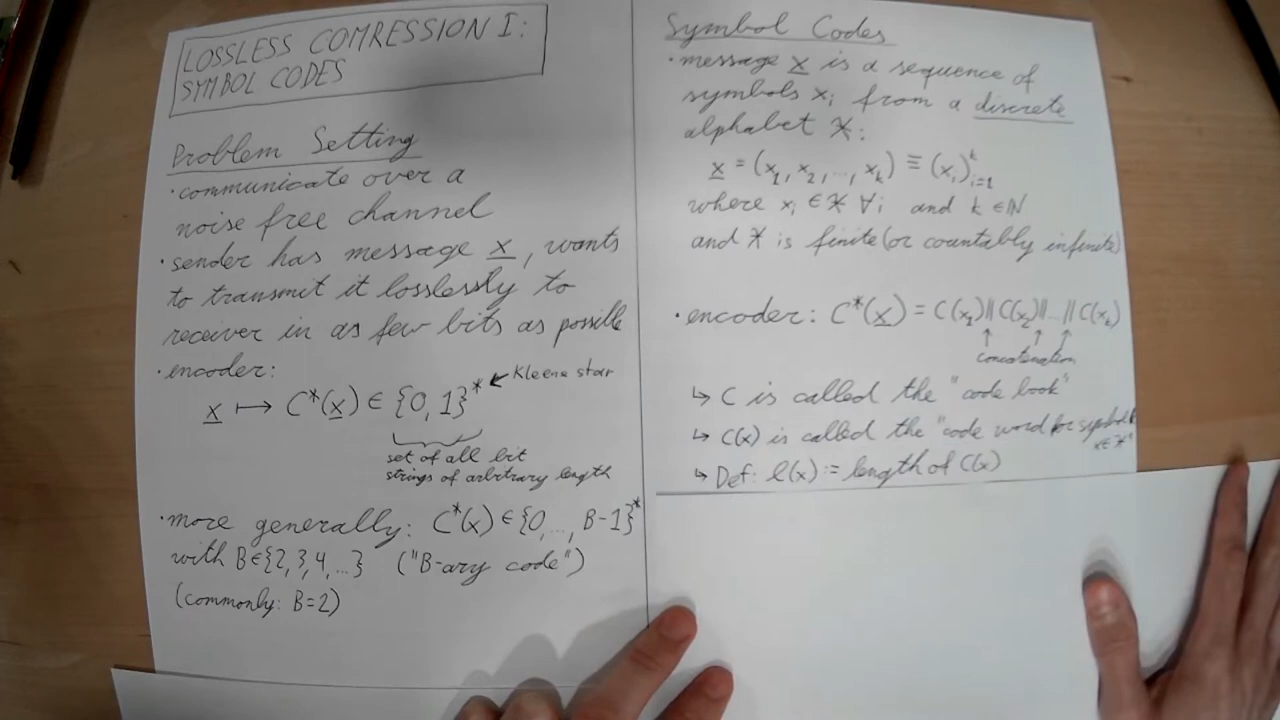 LOSSLESS COMRESSION I:
SYMBOL CODES
Problem Setting
· communicate over a
noise free channel
· sender has message x, wants
to transmit it losslessly to
receiver in as few bits as possible
· encoder:
x ↦ C*(x) ∈ {0, 1}* ← Kleene star
set of all bit
strings of arbitrary length
· more generally: C*(x) ∈ {0, ..., B-1}*
with B ∈ {2, 3, 4, ...} ("B-ary code")
(commonly: B=2)
Symbol Codes
· message x is a sequence of
symbols xᵢ from a discrete
alphabet 𝔛:
x = (x₁, x₂, ..., xₖ) ≡ (xᵢ)ᵏᵢ₌₁
where xᵢ ∈ 𝔛 ∀i and k ∈ ℕ
and 𝔛 is finite (or countably infinite)
· encoder: C*(x) = C(x₁)||C(x₂)||...||C(xₖ)
↑ ↑ ↑
concatenation
↳ C is called the "code book"
↳ C(x) is called the "code word for symbol
x ∈ 𝔛"
↳ Def: ℓ(x) := length of C(x)